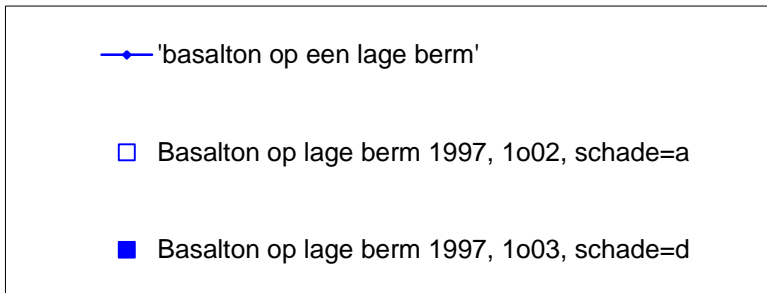 'basalton op een lage berm'
Basalton op lage berm 1997, 1o02, schade=a
Basalton op lage berm 1997, 1o03, schade=d